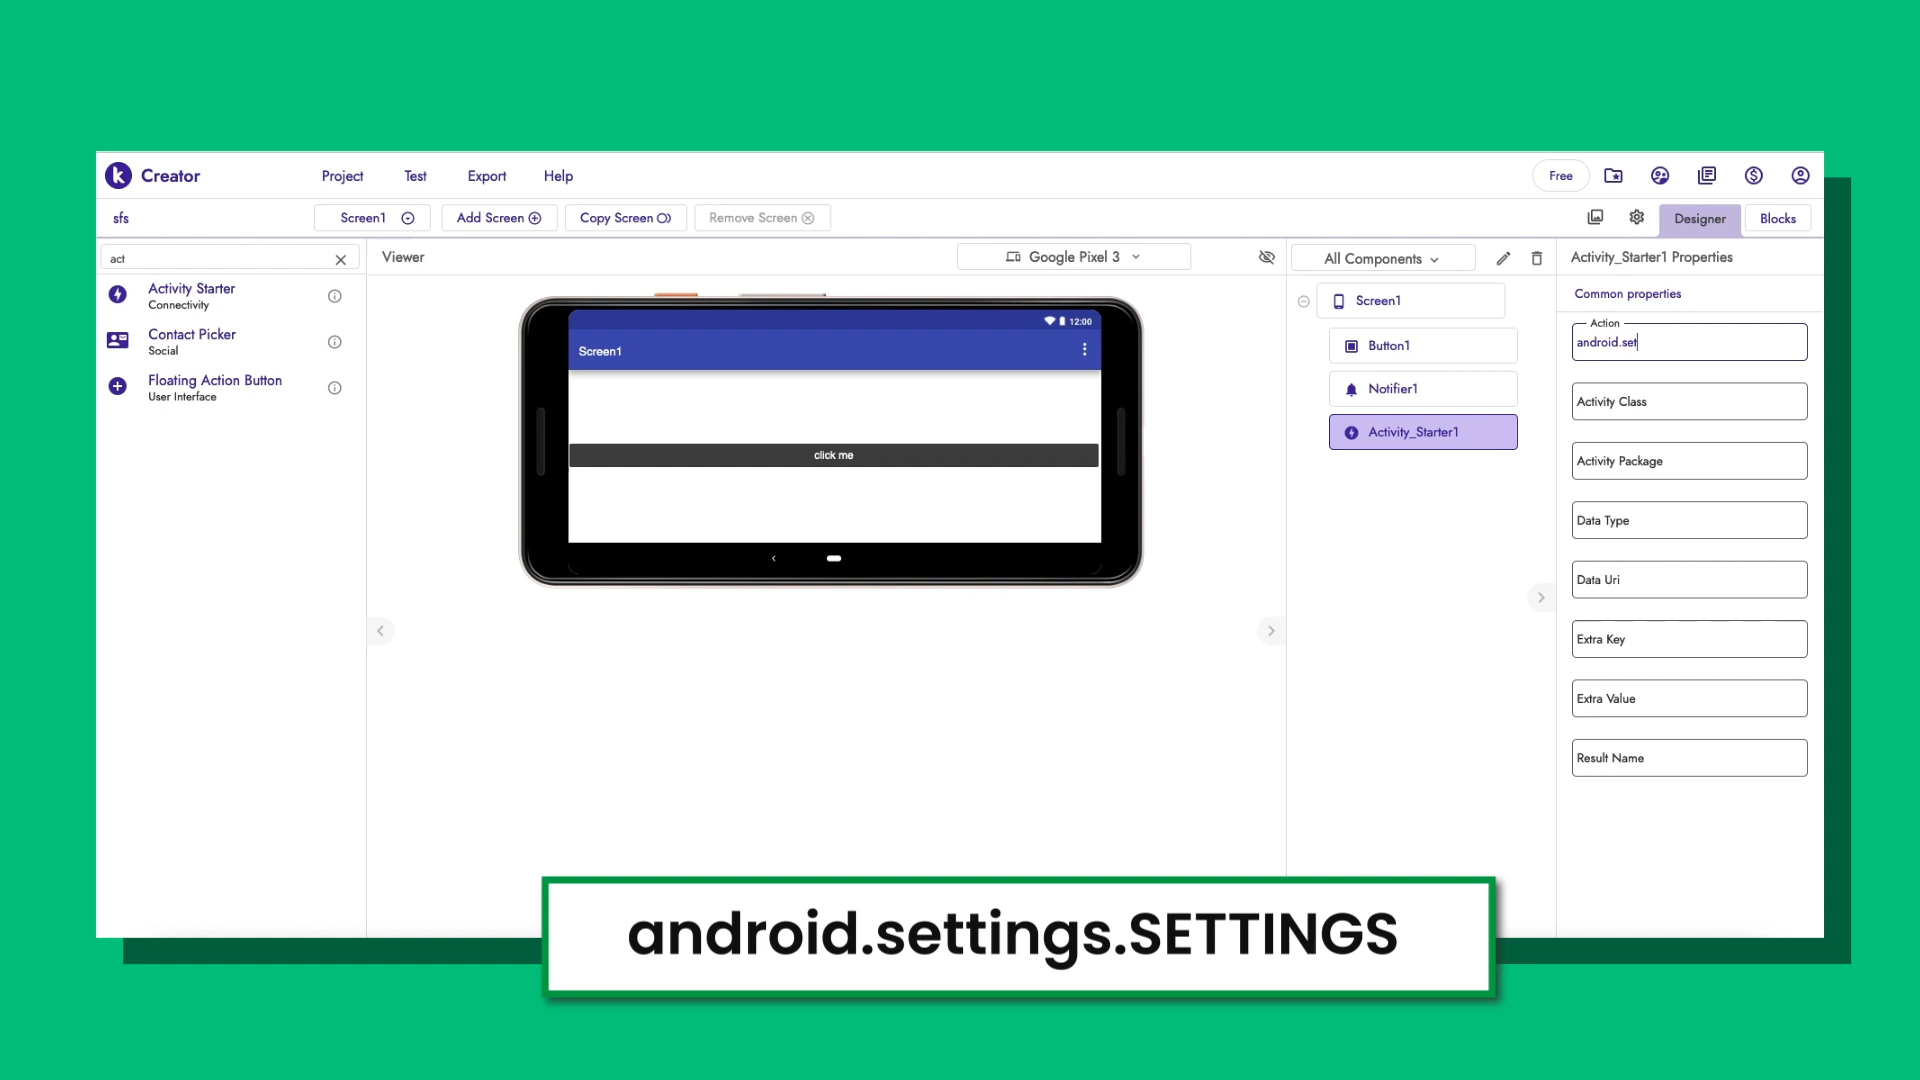 Creator
Project
Test
Export
Help
Free
sfs
Screen1
Add Screen
Copy Screen
Remove Screen
Designer
Blocks
act
Viewer
Google Pixel 3
All Components
Activity_Starter1 Properties
Activity Starter
Connectivity
Contact Picker
Social
Floating Action Button
User Interface
12:00
Screen1
click me
Screen1
Button1
Notifier1
Activity_Starter1
Common properties
Action
android.set
Activity Class
Activity Package
Data Type
Data Uri
Extra Key
Extra Value
Result Name
android.settings.SETTINGS